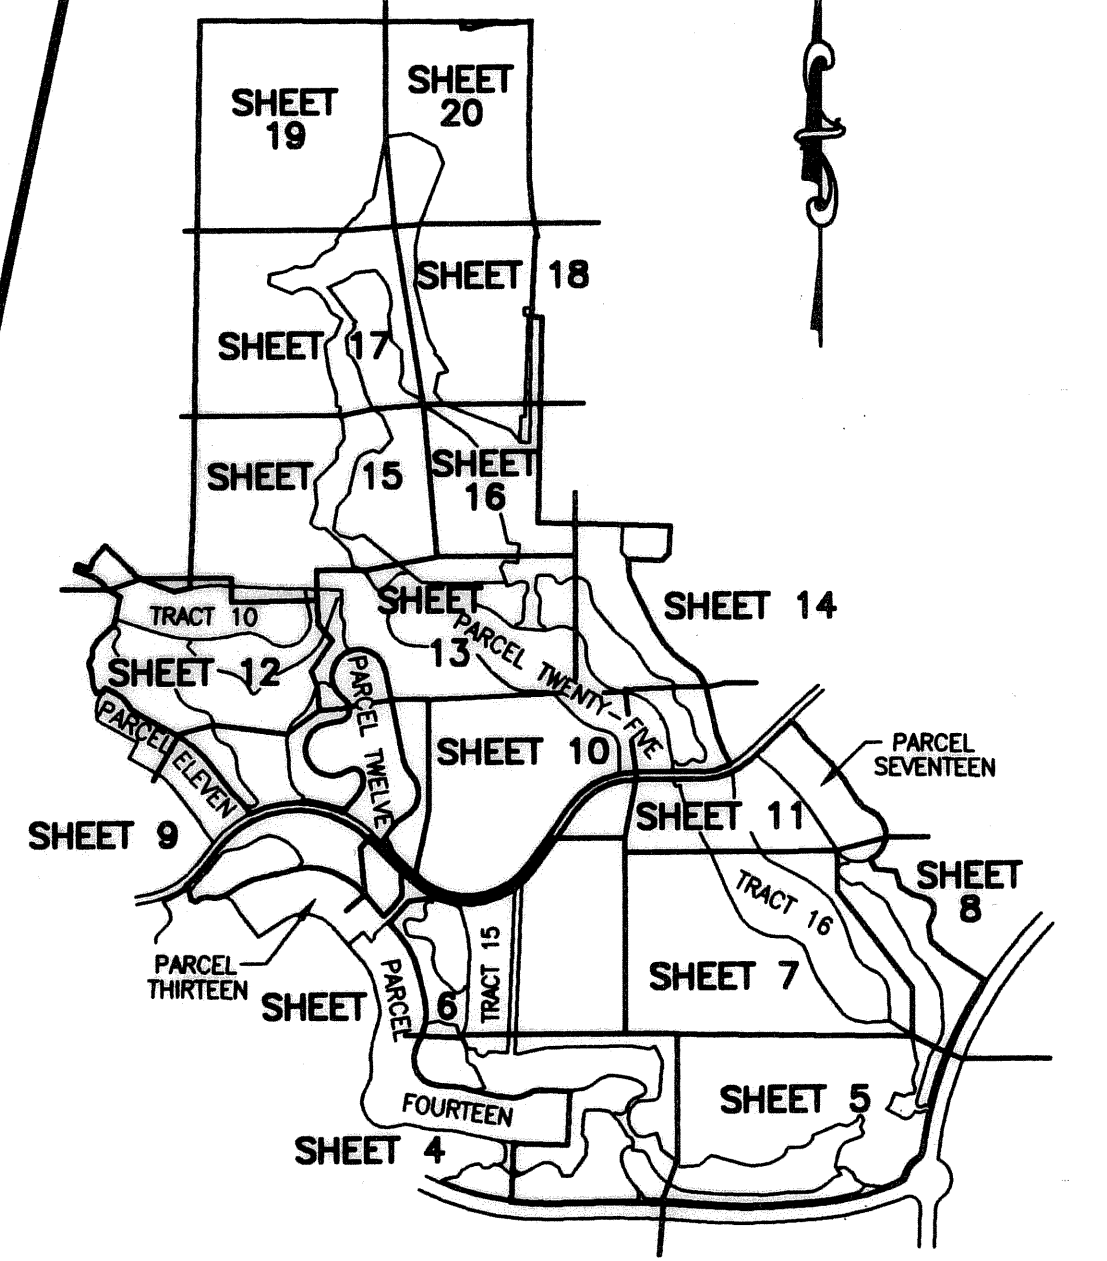 SHEET
19
SHEET
20
SHEET 18
SHEET 17
SHEET 15
SHEET
16
SHEET
13
SHEET 14
TRACT 10
SHEET 12
PARCEL TWENTY-FIVE
PARCEL TWELVE
PARCEL ELEVEN
SHEET 10
PARCEL
SEVENTEEN
SHEET 11
SHEET 9
SHEET
8
TRACT 16
PARCEL
THIRTEEN
TRACT 15
SHEET 7
SHEET 6
PARCEL
FOURTEEN
SHEET 5
SHEET 4